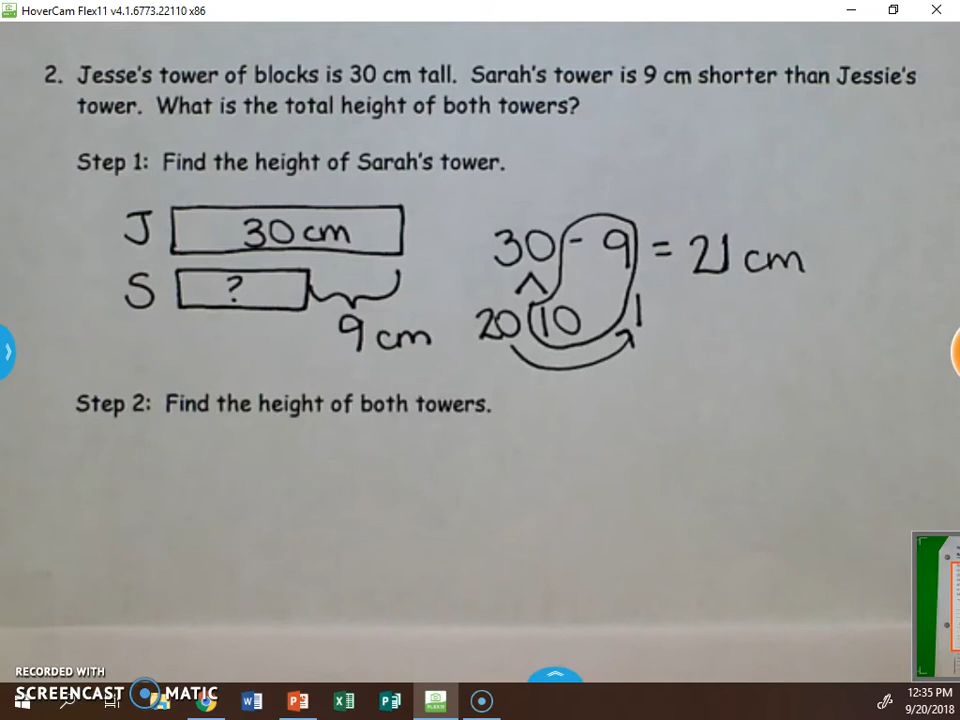 HoverCam Flex11 v4.1.6773.22110 x86
2. Jesse's tower of blocks is 30 cm tall. Sarah's tower is 9 cm shorter than Jessie's
tower. What is the total height of both towers?
Step 1: Find the height of Sarah's tower.
J 30 cm
30 - 9 = 21 cm
S ?
20 10 1
9 cm
Step 2: Find the height of both towers.
RECORDED WITH
SCREENCAST MATIC
12:35 PM
9/20/2018